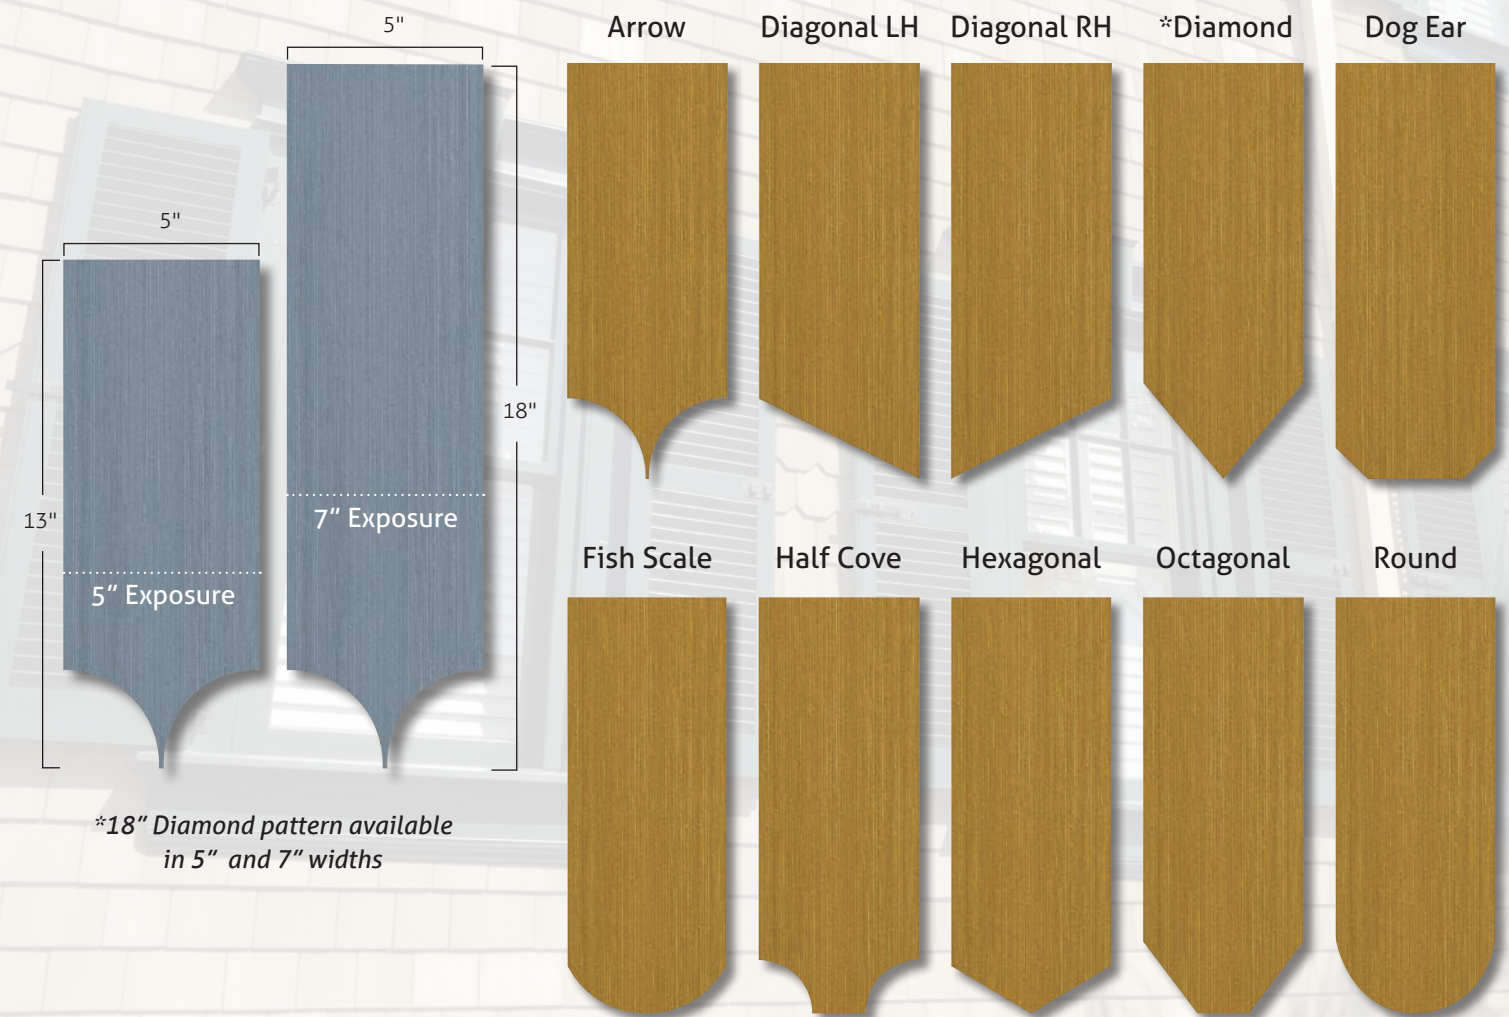 5"
5"
13"
18"
5" Exposure
7" Exposure
*18" Diamond pattern available
in 5" and 7" widths
Arrow
Diagonal LH
Diagonal RH
*Diamond
Dog Ear
Fish Scale
Half Cove
Hexagonal
Octagonal
Round